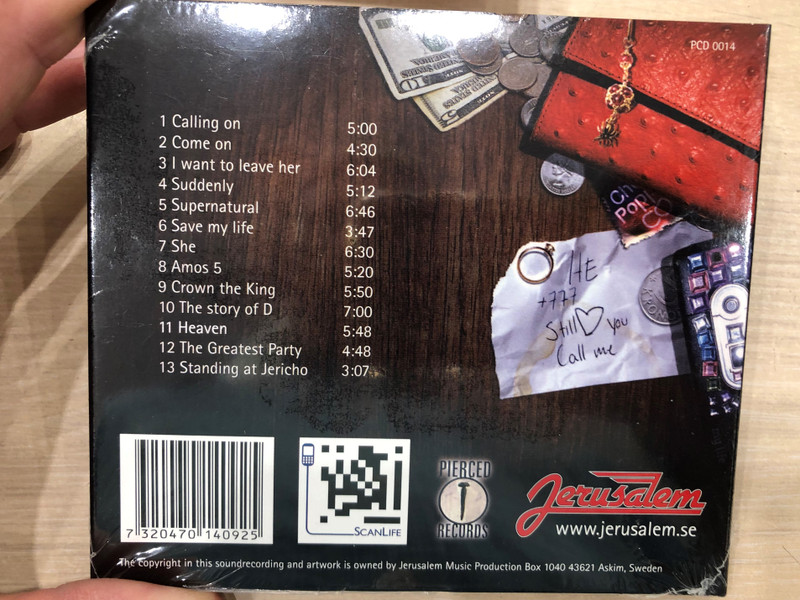 PCD 0014
1 Calling on 5:00
2 Come on 4:30
3 I want to leave her 6:04
4 Suddenly 5:12
5 Supernatural 6:46
6 Save my life 3:47
7 She 6:30
8 Amos 5 5:20
9 Crown the King 5:50
10 The story of D 7:00
11 Heaven 5:48
12 The Greatest Party 4:48
13 Standing at Jericho 3:07
HE
+777
Still you
Call me
7 320470 140925
SCANLIFE
PIERCED
RECORDS
Jerusalem
www.jerusalem.se
The copyright in this soundrecording and artwork is owned by Jerusalem Music Production Box 1040 43621 Askim, Sweden